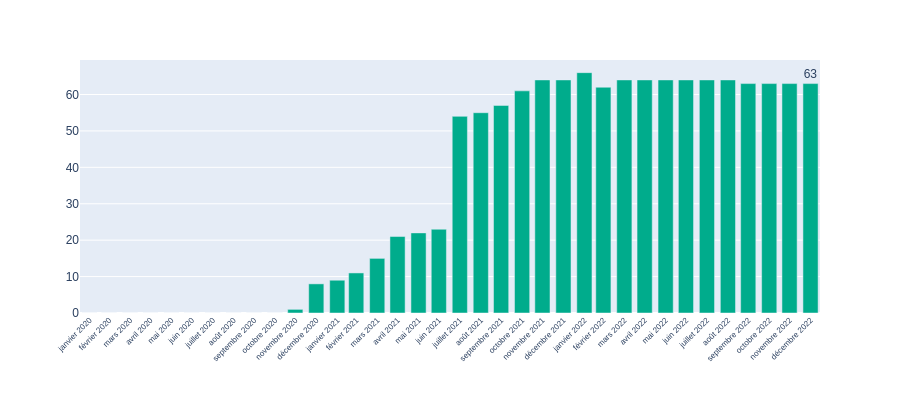 63
60
50
40
30
20
10
0
janvier 2020
février 2020
mars 2020
avril 2020
mai 2020
juin 2020
juillet 2020
août 2020
septembre 2020
octobre 2020
novembre 2020
décembre 2020
janvier 2021
février 2021
mars 2021
avril 2021
mai 2021
juin 2021
juillet 2021
août 2021
septembre 2021
octobre 2021
novembre 2021
décembre 2021
janvier 2022
février 2022
mars 2022
avril 2022
mai 2022
juin 2022
juillet 2022
août 2022
septembre 2022
octobre 2022
novembre 2022
décembre 2022